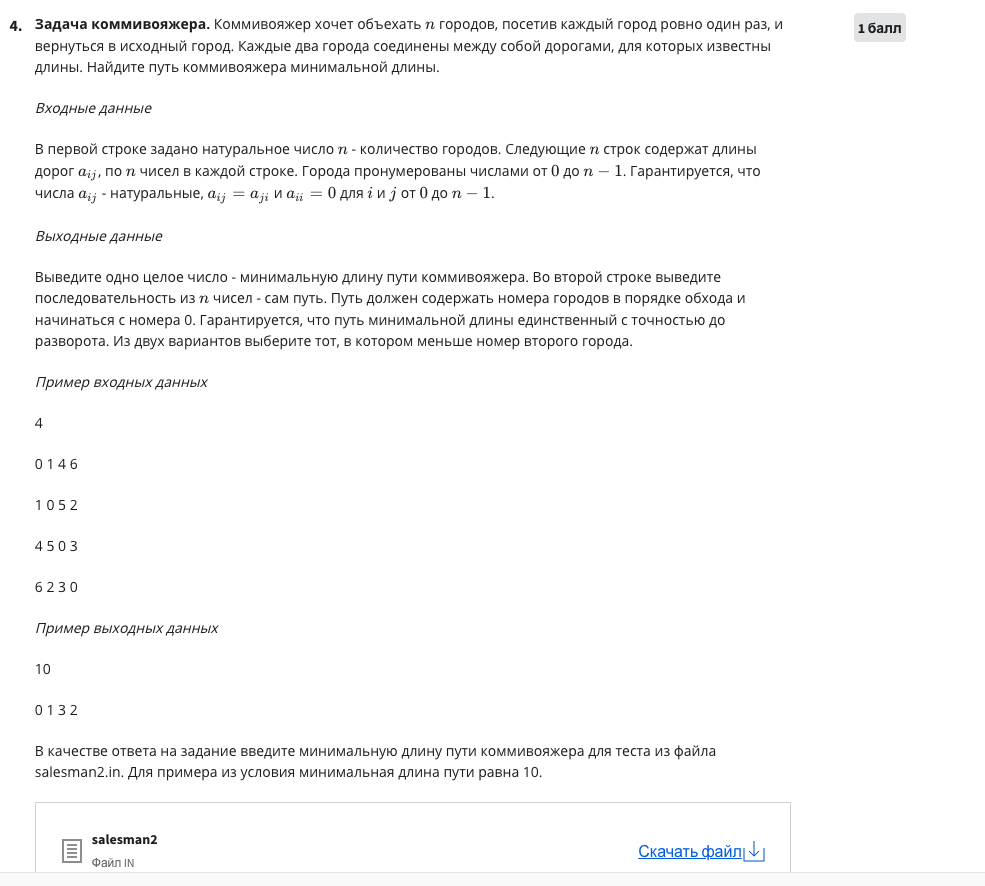 4. Задача коммивояжера. Коммивояжер хочет объехать n городов, посетив каждый город ровно один раз, и
1 балл
вернуться в исходный город. Каждые два города соединены между собой дорогами, для которых известны
длины. Найдите путь коммивояжера минимальной длины.
Входные данные
В первой строке задано натуральное число n - количество городов. Следующие n строк содержат длины
дорог a_{ij}, по n чисел в каждой строке. Города пронумерованы числами от 0 до n − 1. Гарантируется, что
числа a_{ij} - натуральные, a_{ij} = a_{ji} и a_{ii} = 0 для i и j от 0 до n − 1.
Выходные данные
Выведите одно целое число - минимальную длину пути коммивояжера. Во второй строке выведите
последовательность из n чисел - сам путь. Путь должен содержать номера городов в порядке обхода и
начинаться с номера 0. Гарантируется, что путь минимальной длины единственный с точностью до
разворота. Из двух вариантов выберите тот, в котором меньше номер второго города.
Пример входных данных
4
0 1 4 6
1 0 5 2
4 5 0 3
6 2 3 0
Пример выходных данных
10
0 1 3 2
В качестве ответа на задание введите минимальную длину пути коммивояжера для теста из файла
salesman2.in. Для примера из условия минимальная длина пути равна 10.
salesman2
Файл IN
Скачать файл